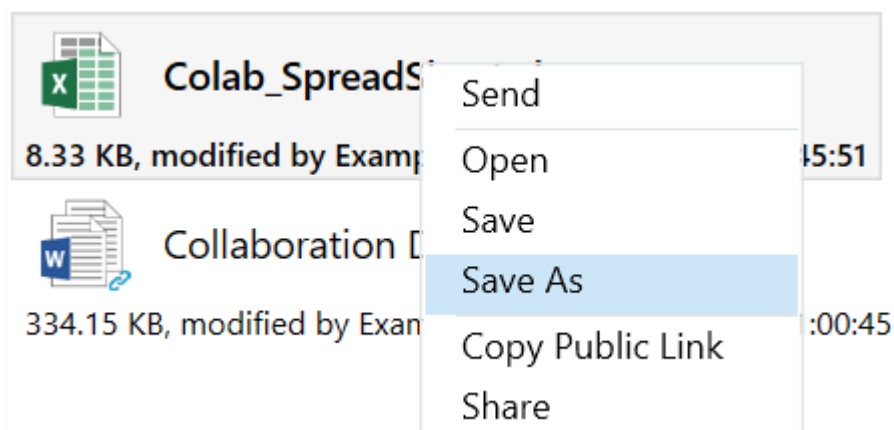 Colab_SpreadS
Send
8.33 KB, modified by Examp
45:51
Open
Save
Collaboration
Save As
334.15 KB, modified by Exam
:00:45
Copy Public Link
Share